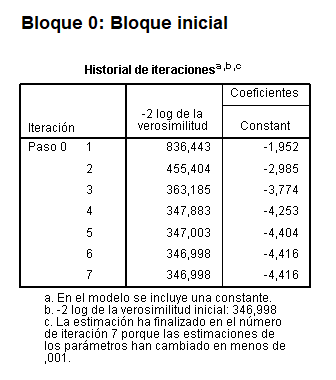 Bloque 0: Bloque inicial
Historial de iteraciones a,b,c
Iteración -2 log de la verosimilitud Coeficientes
Constant
Paso 0 1 836,443 -1,952
2 455,404 -2,985
3 363,185 -3,774
4 347,883 -4,253
5 347,003 -4,404
6 346,998 -4,416
7 346,998 -4,416
a. En el modelo se incluye una constante.
b. -2 log de la verosimilitud inicial: 346,998
c. La estimación ha finalizado en el número
de iteración 7 porque las estimaciones de
los parámetros han cambiado en menos de
,001.